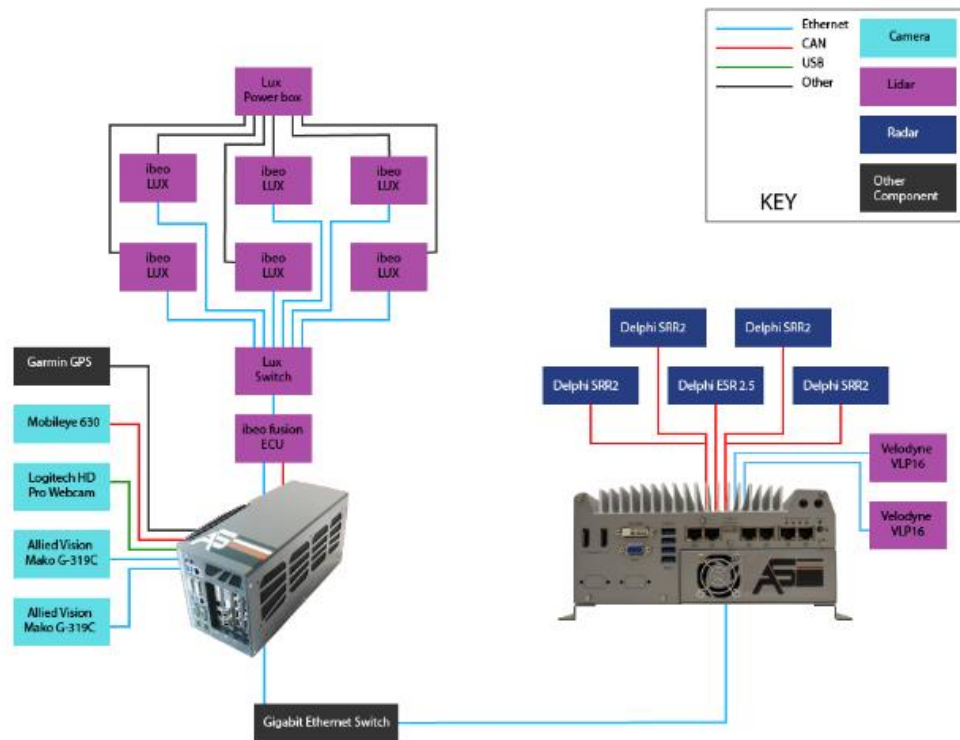 Ethernet
CAN
USB
Other
Camera
Lidar
Radar
Other
Component
KEY
Lux
Power box
ibeo
LUX
ibeo
LUX
ibeo
LUX
ibeo
LUX
ibeo
LUX
ibeo
LUX
Lux
Switch
ibeo fusion
ECU
Garmin GPS
Mobileye 630
Logitech HD
Pro Webcam
Allied Vision
Mako G-319C
Allied Vision
Mako G-319C
Delphi SRR2
Delphi SRR2
Delphi SRR2
Delphi ESR 2.5
Delphi SRR2
Velodyne
VLP16
Velodyne
VLP16
AS
AS
Gigabit Ethernet Switch